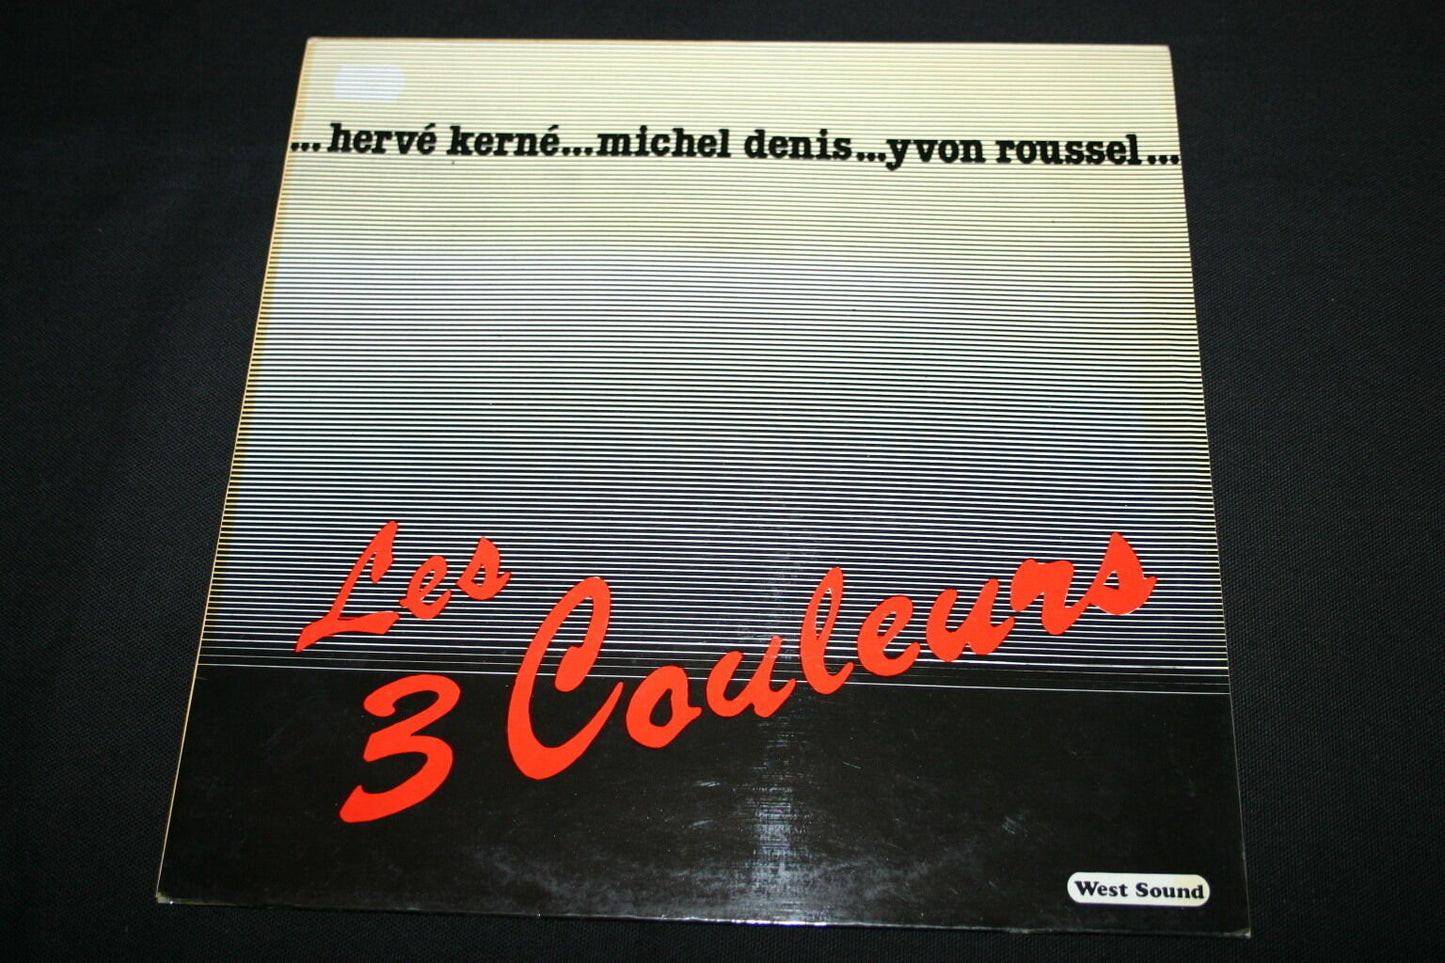 ...hervé kerné...michel denis...yvon roussel...
Les
3 Couleurs
West Sound